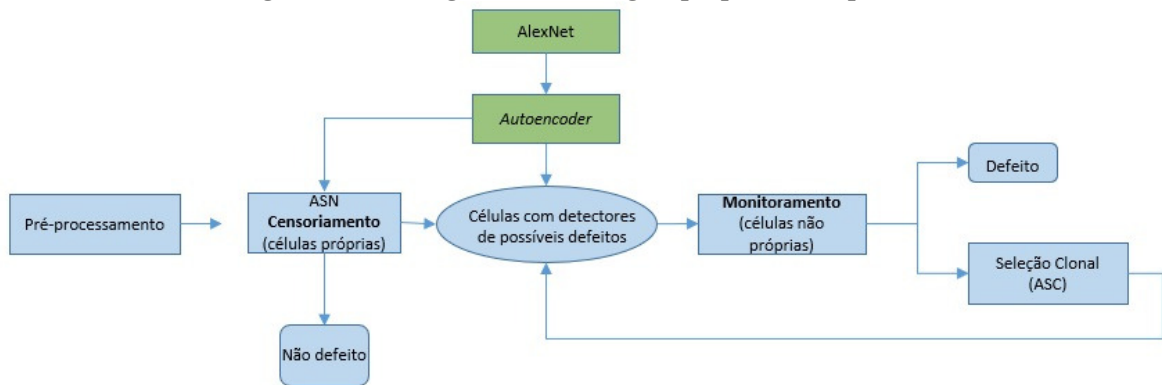 AlexNet
Autoencoder
Pré-processamento
ASN
Censoriamento
(células próprias)
Células com detectores
de possíveis defeitos
Monitoramento
(células não
próprias)
Defeito
Seleção Clonal
(ASC)
Não defeito